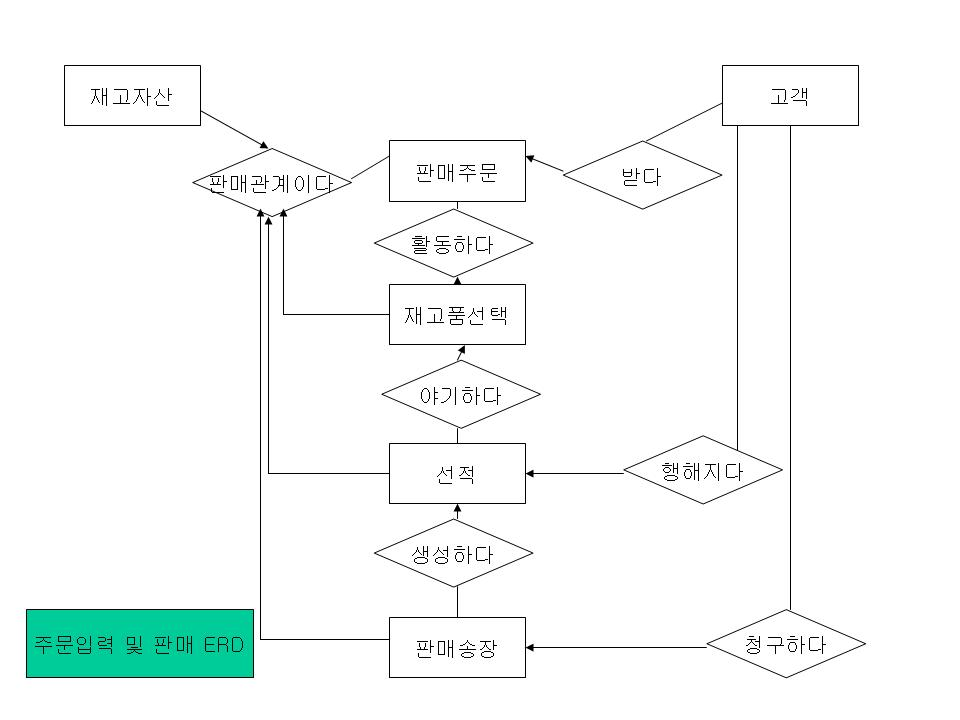 재고자산
고객
판매관계이다
판매주문
받다
활동하다
재고품선택
야기하다
선적
행해지다
생성하다
주문입력 및 판매 ERD
판매송장
청구하다